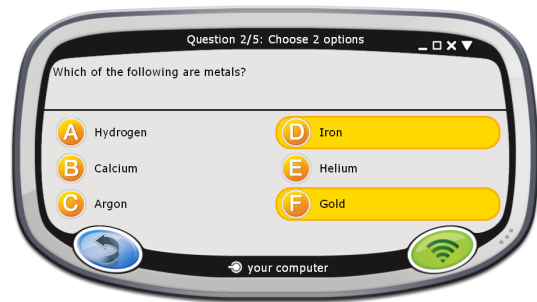 Question 2/5: Choose 2 options
Which of the following are metals?
A Hydrogen
B Calcium
C Argon
D Iron
E Helium
F Gold
your computer